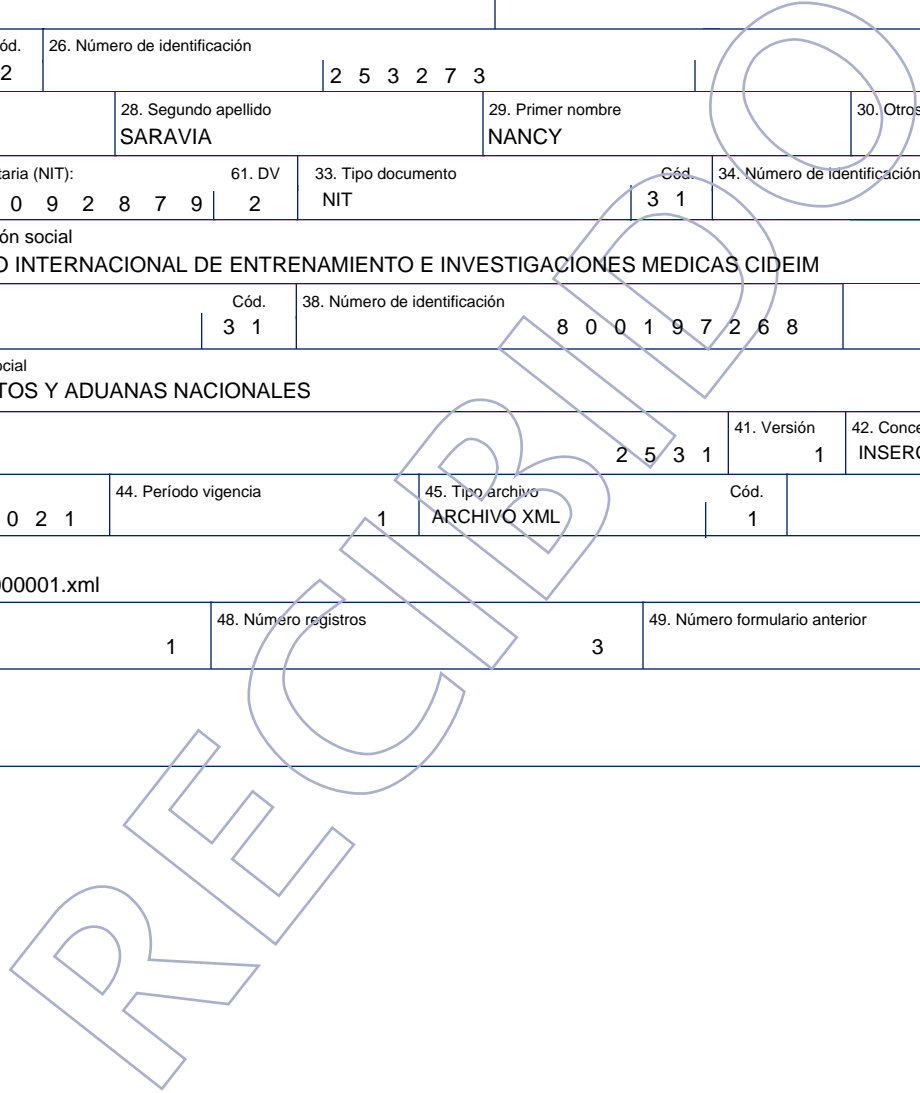 ód. 26. Número de identificación
2 2 5 3 2 7 3
28. Segundo apellido 29. Primer nombre 30. Otros
SARAVIA NANCY
taria (NIT): 61. DV 33. Tipo documento Cód. 34. Número de identificación
0 9 2 8 7 9 2 NIT 3 1
ón social
O INTERNACIONAL DE ENTRENAMIENTO E INVESTIGACIONES MEDICAS CIDEIM
Cód. 38. Número de identificación
3 1 8 0 0 1 9 7 2 6 8
ocial
TOS Y ADUANAS NACIONALES
41. Versión 42. Conce
2 5 3 1 1 INSERC
44. Período vigencia 45. Tipo archivo Cód.
0 2 1 1 ARCHIVO XML 1
000001.xml
48. Número registros 49. Número formulario anterior
1 3
RECIBIDO